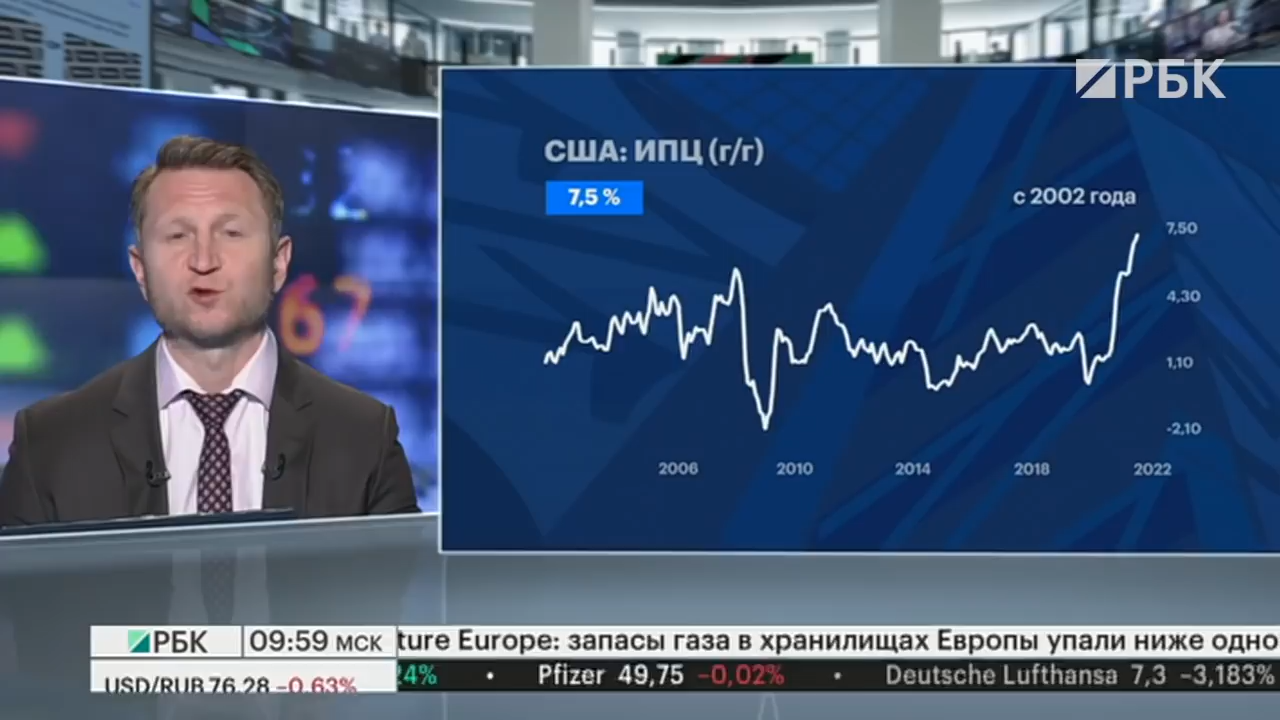 РБК
США: ИПЦ (г/г)
7,5 %
с 2002 года
7,50
4,30
1,10
-2,10
2006 2010 2014 2018 2022
67
РБК 09:59 МСК
ture Europe: запасы газа в хранилищах Европы упали ниже одно
USD/RUB 76,28 -0,63%
24% • Pfizer 49,75 -0,02% • Deutsche Lufthansa 7,3 -3,183%